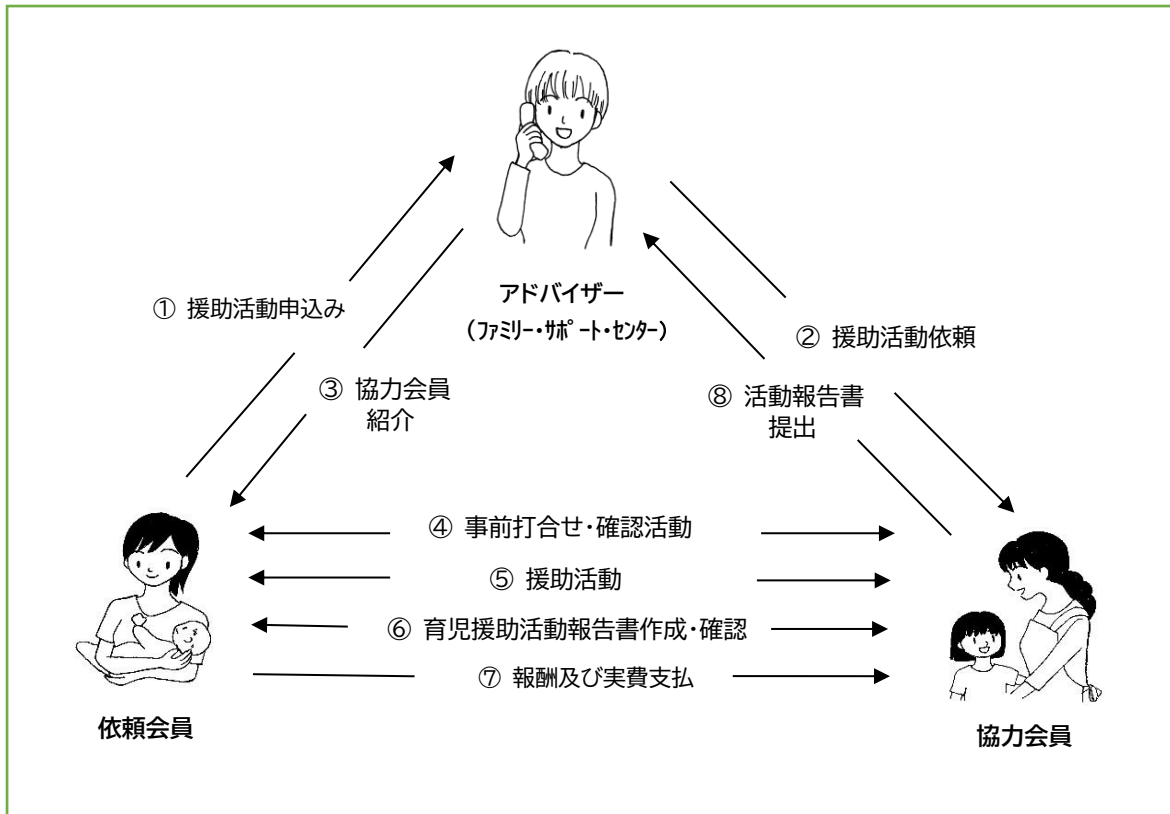 アドバイザー
（ﾌｧﾐﾘｰ・ｻﾎﾟｰﾄ・ｾﾝﾀｰ）
① 援助活動申込み
② 援助活動依頼
③ 協力会員
紹介
⑧ 活動報告書
提出
④ 事前打合せ・確認活動
⑤ 援助活動
⑥ 育児援助活動報告書作成・確認
⑦ 報酬及び実費支払
依頼会員
協力会員